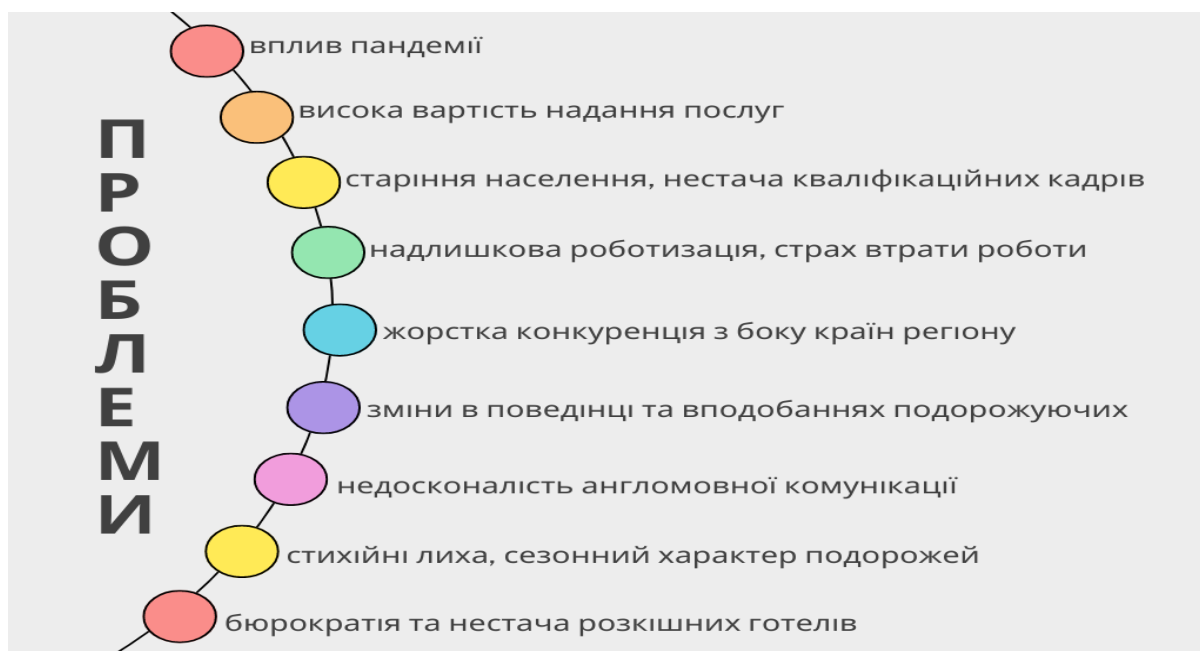 ПРОБЛЕМИ
вплив пандемії
висока вартість надання послуг
старіння населення, нестача кваліфікаційних кадрів
надлишкова роботизація, страх втрати роботи
жорстка конкуренція з боку країн регіону
зміни в поведінці та вподобаннях подорожуючих
недосконалість англомовної комунікації
стихійні лиха, сезонний характер подорожей
бюрократія та нестача розкішних готелів